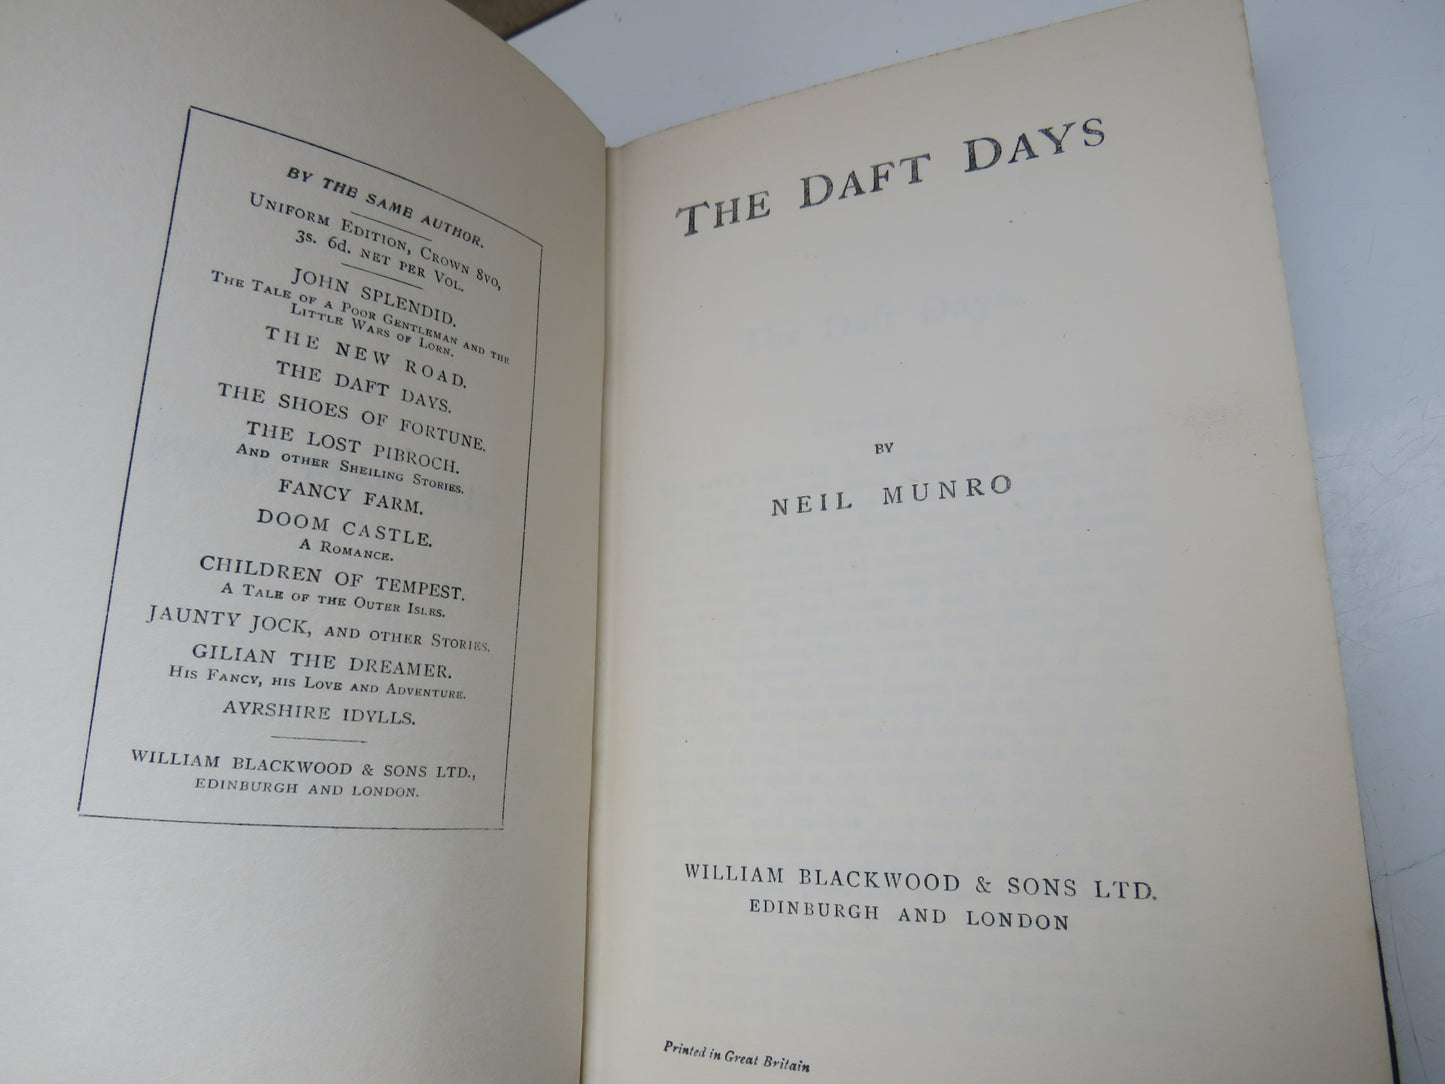 BY THE SAME AUTHOR.
UNIFORM EDITION, CROWN 8VO,
3s. 6d. NET PER VOL.
JOHN SPLENDID.
THE TALE OF A POOR GENTLEMAN AND THE
LITTLE WARS OF LORN.
THE NEW ROAD.
THE DAFT DAYS.
THE SHOES OF FORTUNE.
THE LOST PIBROCH.
AND OTHER SHEILING STORIES.
FANCY FARM.
DOOM CASTLE.
A ROMANCE.
CHILDREN OF TEMPEST.
A TALE OF THE OUTER ISLES.
JAUNTY JOCK, AND OTHER STORIES.
GILIAN THE DREAMER.
HIS FANCY, HIS LOVE AND ADVENTURE.
AYRSHIRE IDYLLS.
WILLIAM BLACKWOOD & SONS LTD.,
EDINBURGH AND LONDON.
THE DAFT DAYS
BY
NEIL MUNRO
WILLIAM BLACKWOOD & SONS LTD.
EDINBURGH AND LONDON
Printed in Great Britain